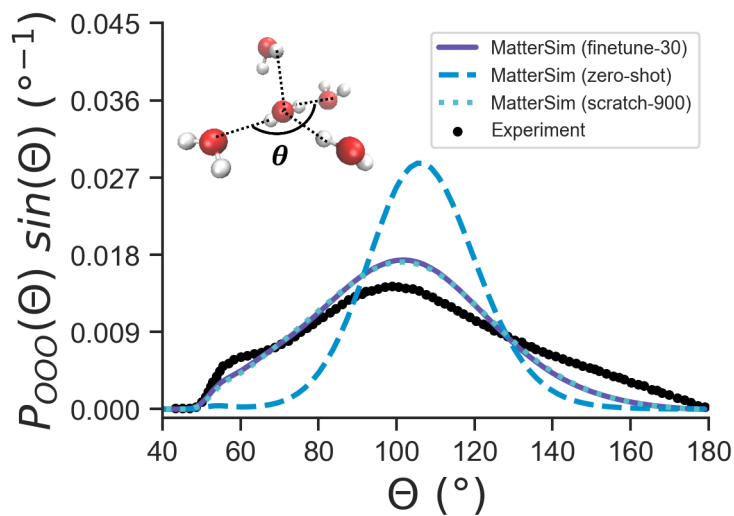 P_OOO(Θ) sin(Θ) (°⁻¹)
0.045
0.036
0.027
0.018
0.009
0.000
θ
MatterSim (finetune-30)
MatterSim (zero-shot)
MatterSim (scratch-900)
Experiment
40 60 80 100 120 140 160 180
Θ (°)